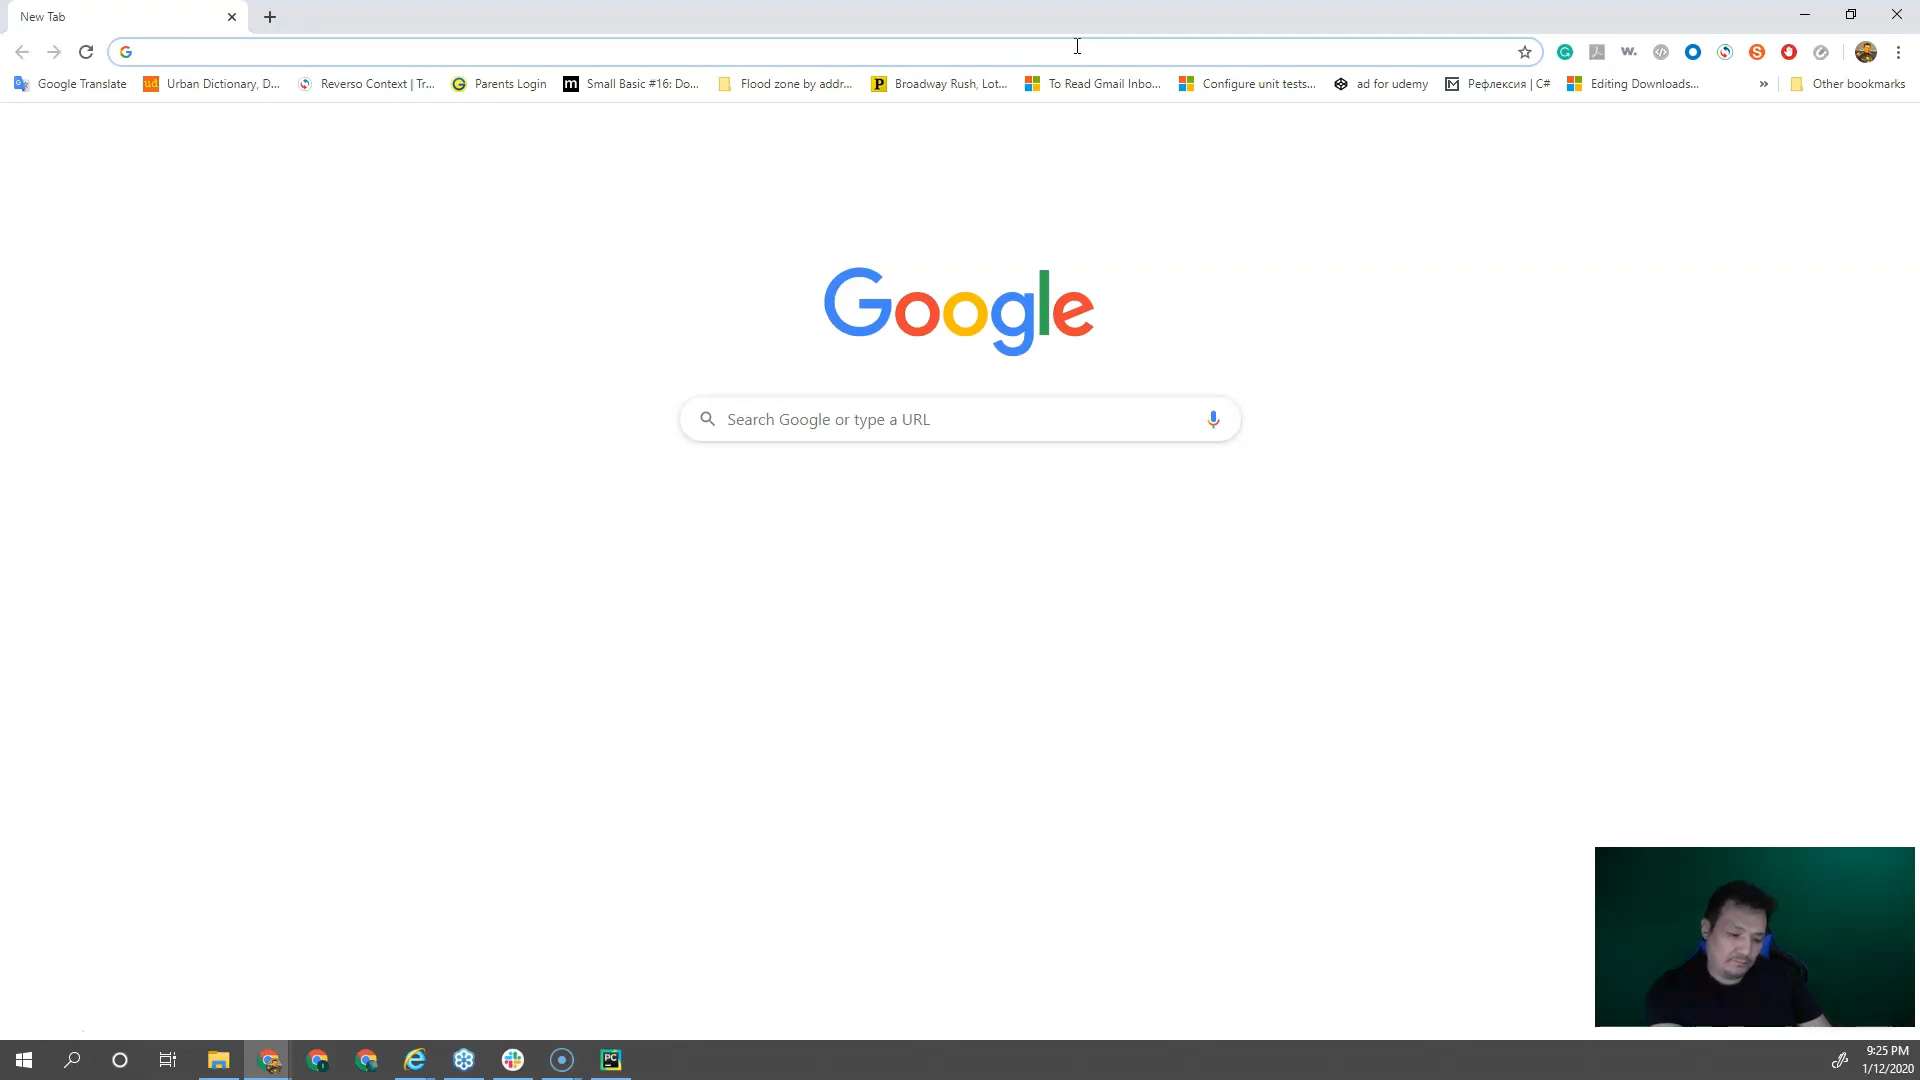 New Tab
Google Translate
ud
Urban Dictionary, D...
Reverso Context | Tr...
Parents Login
m
Small Basic #16: Do...
Flood zone by addr...
P
Broadway Rush, Lot...
To Read Gmail Inbo...
Configure unit tests...
ad for udemy
Рефлексия | C#
Editing Downloads...
»
Other bookmarks
Google
Search Google or type a URL
PC
9:25 PM
1/12/2020